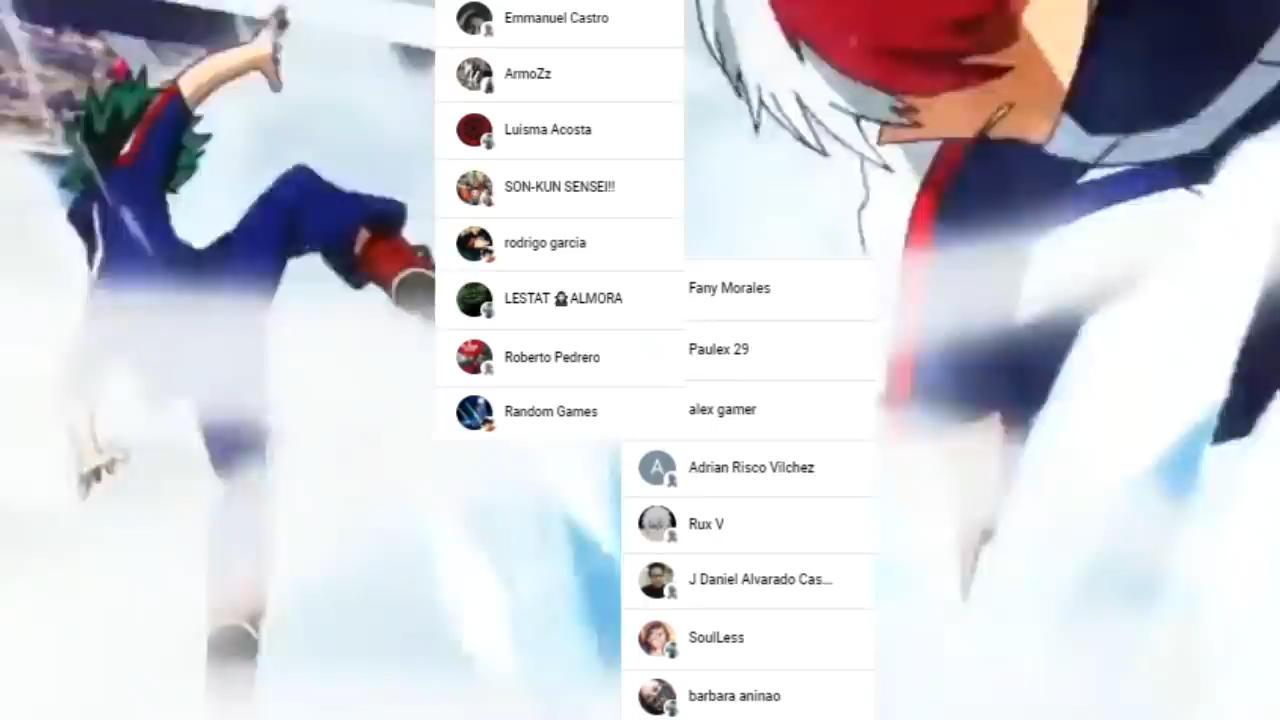 Emmanuel Castro
ArmoZz
Luisma Acosta
SON-KUN SENSEI!!
rodrigo garcia
LESTAT ALMORA
Roberto Pedrero
Random Games
Fany Morales
Paulex 29
alex gamer
A
Adrian Risco Vilchez
Rux V
J Daniel Alvarado Cas...
SoulLess
barbara aninao